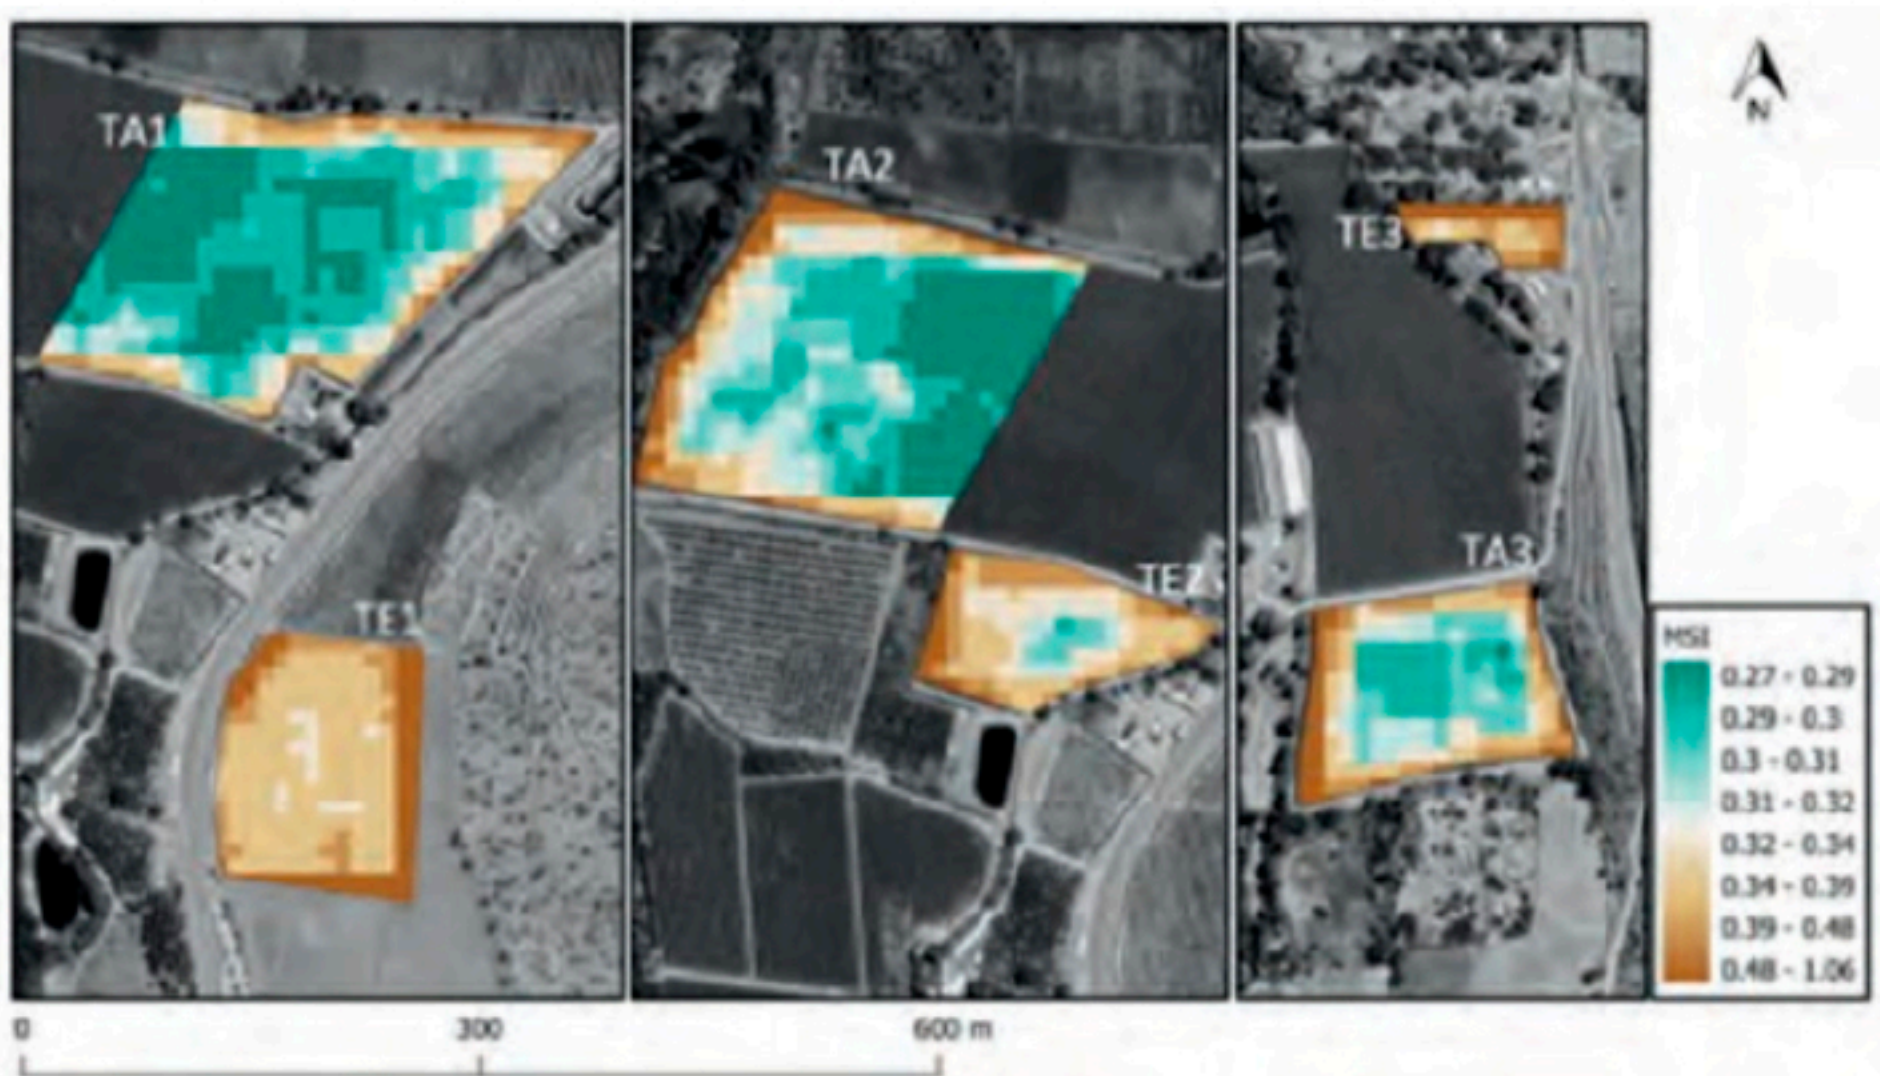 TA1
TE1
TA2
TE2
TE3
TA3
N
MSI
0.27 - 0.29
0.29 - 0.3
0.3 - 0.31
0.31 - 0.32
0.32 - 0.34
0.34 - 0.39
0.39 - 0.48
0.48 - 1.06
0 300 600 m